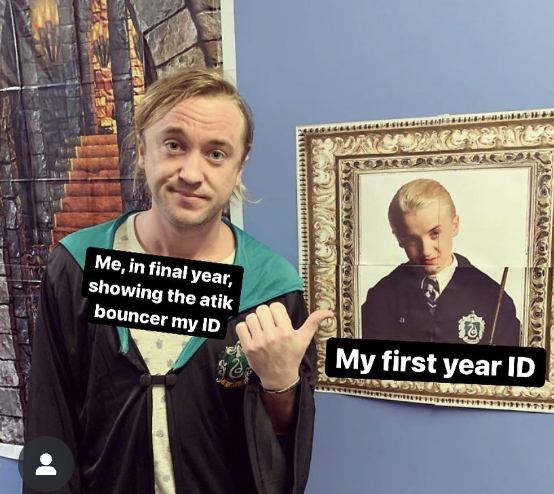 Me, in final year,
showing the atik
bouncer my ID
My first year ID